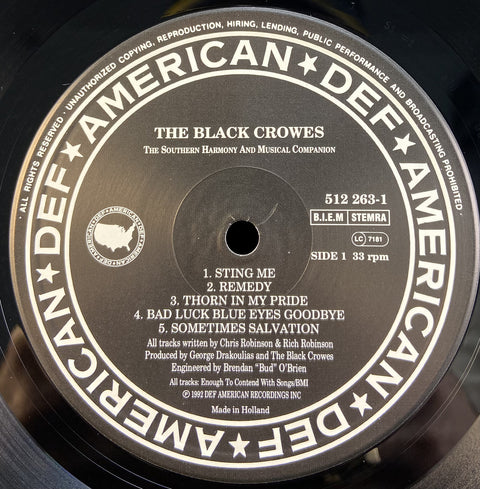 ALL RIGHTS RESERVED · UNAUTHORIZED COPYING, REPRODUCTION, HIRING, LENDING, PUBLIC PERFORMANCE AND BROADCASTING PROHIBITED ·
DEF ★ AMERICAN ★ DEF ★ AMERICAN ★ DEF ★ AMERICAN ★ DEF ★ AMERICAN ★
THE BLACK CROWES
THE SOUTHERN HARMONY AND MUSICAL COMPANION
512 263-1
B.I.E.M STEMRA
LC 7181
SIDE 1 33 rpm
1. STING ME
2. REMEDY
3. THORN IN MY PRIDE
4. BAD LUCK BLUE EYES GOODBYE
5. SOMETIMES SALVATION
All tracks written by Chris Robinson & Rich Robinson
Produced by George Drakoulias and The Black Crowes
Engineered by Brendan "Bud" O'Brien
All tracks: Enough To Contend With Songs/BMI
℗ 1992 DEF AMERICAN RECORDINGS INC
Made in Holland